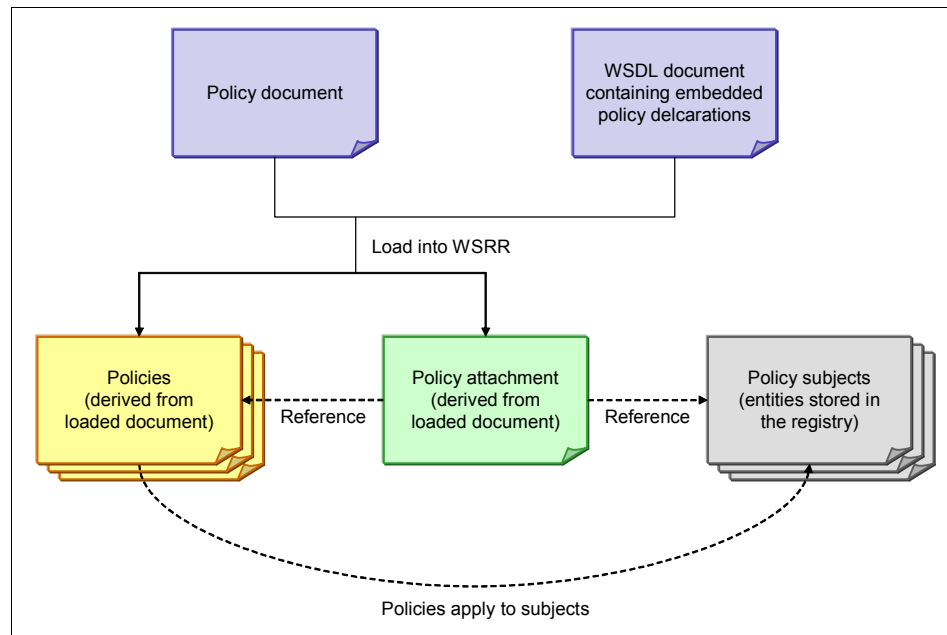 Policy document
WSDL document
containing embedded
policy delcarations
Load into WSRR
Policies
(derived from
loaded document)
Reference
Policy attachment
(derived from
loaded document)
Reference
Policy subjects
(entities stored in
the registry)
Policies apply to subjects